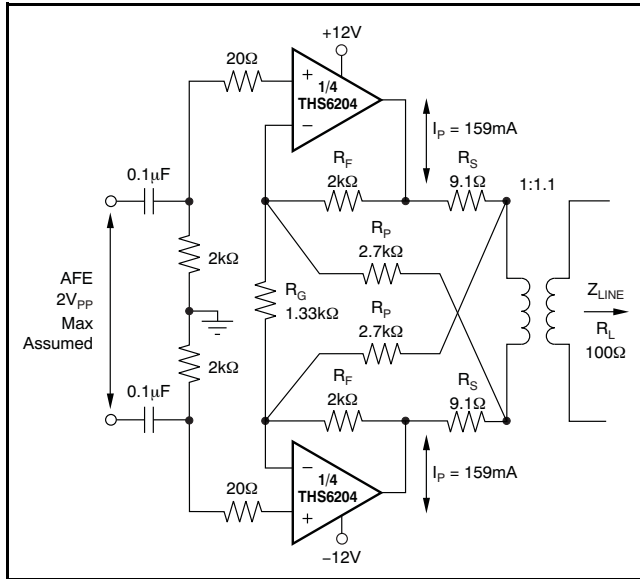 +12V
20Ω
+
1/4
THS6204
−
I_P = 159mA
0.1μF
R_F
2kΩ
R_S
9.1Ω
1:1.1
2kΩ
R_P
2.7kΩ
AFE
2V_PP
Max
Assumed
R_G
1.33kΩ
Z_LINE
R_L
100Ω
R_P
2.7kΩ
2kΩ
R_F
2kΩ
R_S
9.1Ω
0.1μF
−
1/4
THS6204
+
I_P = 159mA
20Ω
−12V